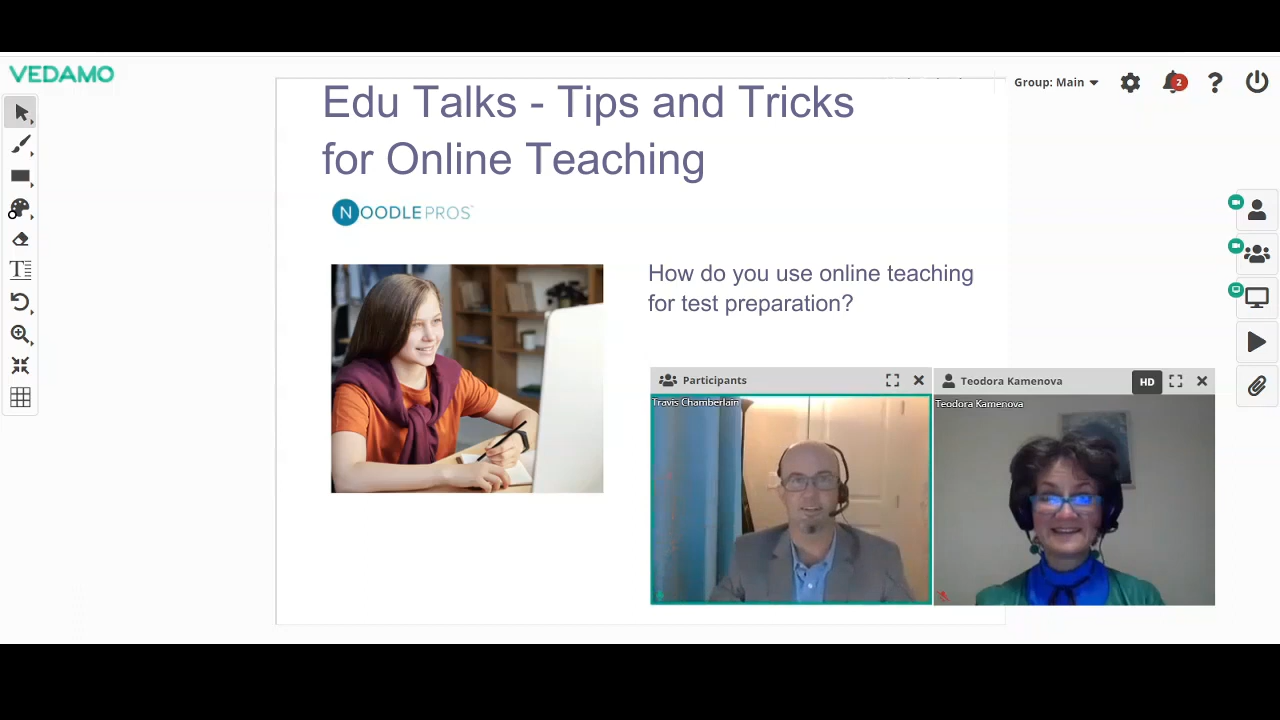 VEDAMO
Group: Main
2
?
Edu Talks - Tips and Tricks
for Online Teaching
NOODLE PROS
How do you use online teaching
for test preparation?
Participants
Teodora Kamenova
HD
Travis Chamberlain
Teodora Kamenova